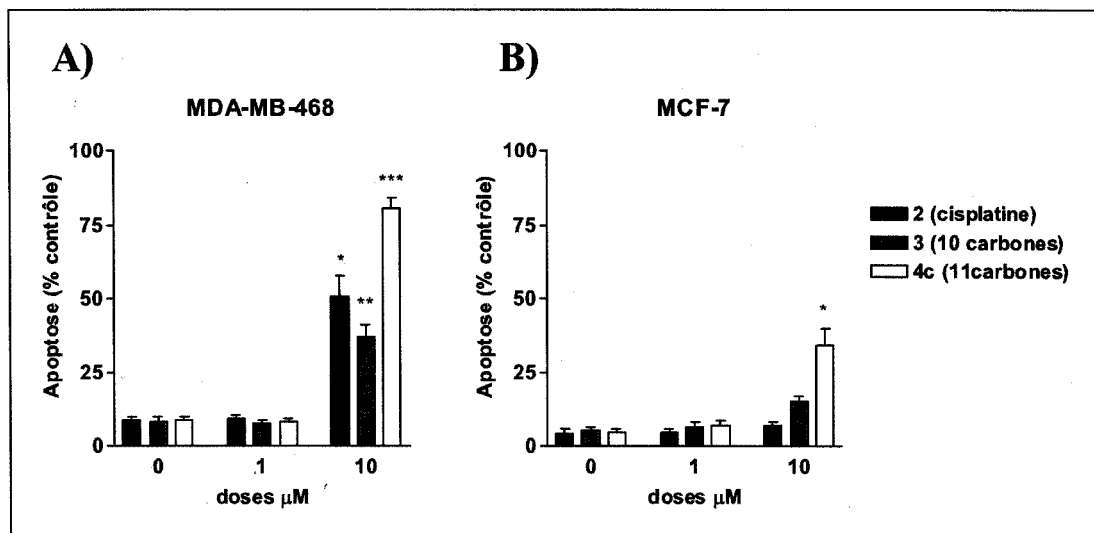 A)
MDA-MB-468
Apoptose (% contrôle)
100
75
50
25
0
*
**
***
0 1 10
doses µM
B)
MCF-7
Apoptose (% contrôle)
100
75
50
25
0
*
0 1 10
doses µM
2 (cisplatine)
3 (10 carbones)
4c (11carbones)